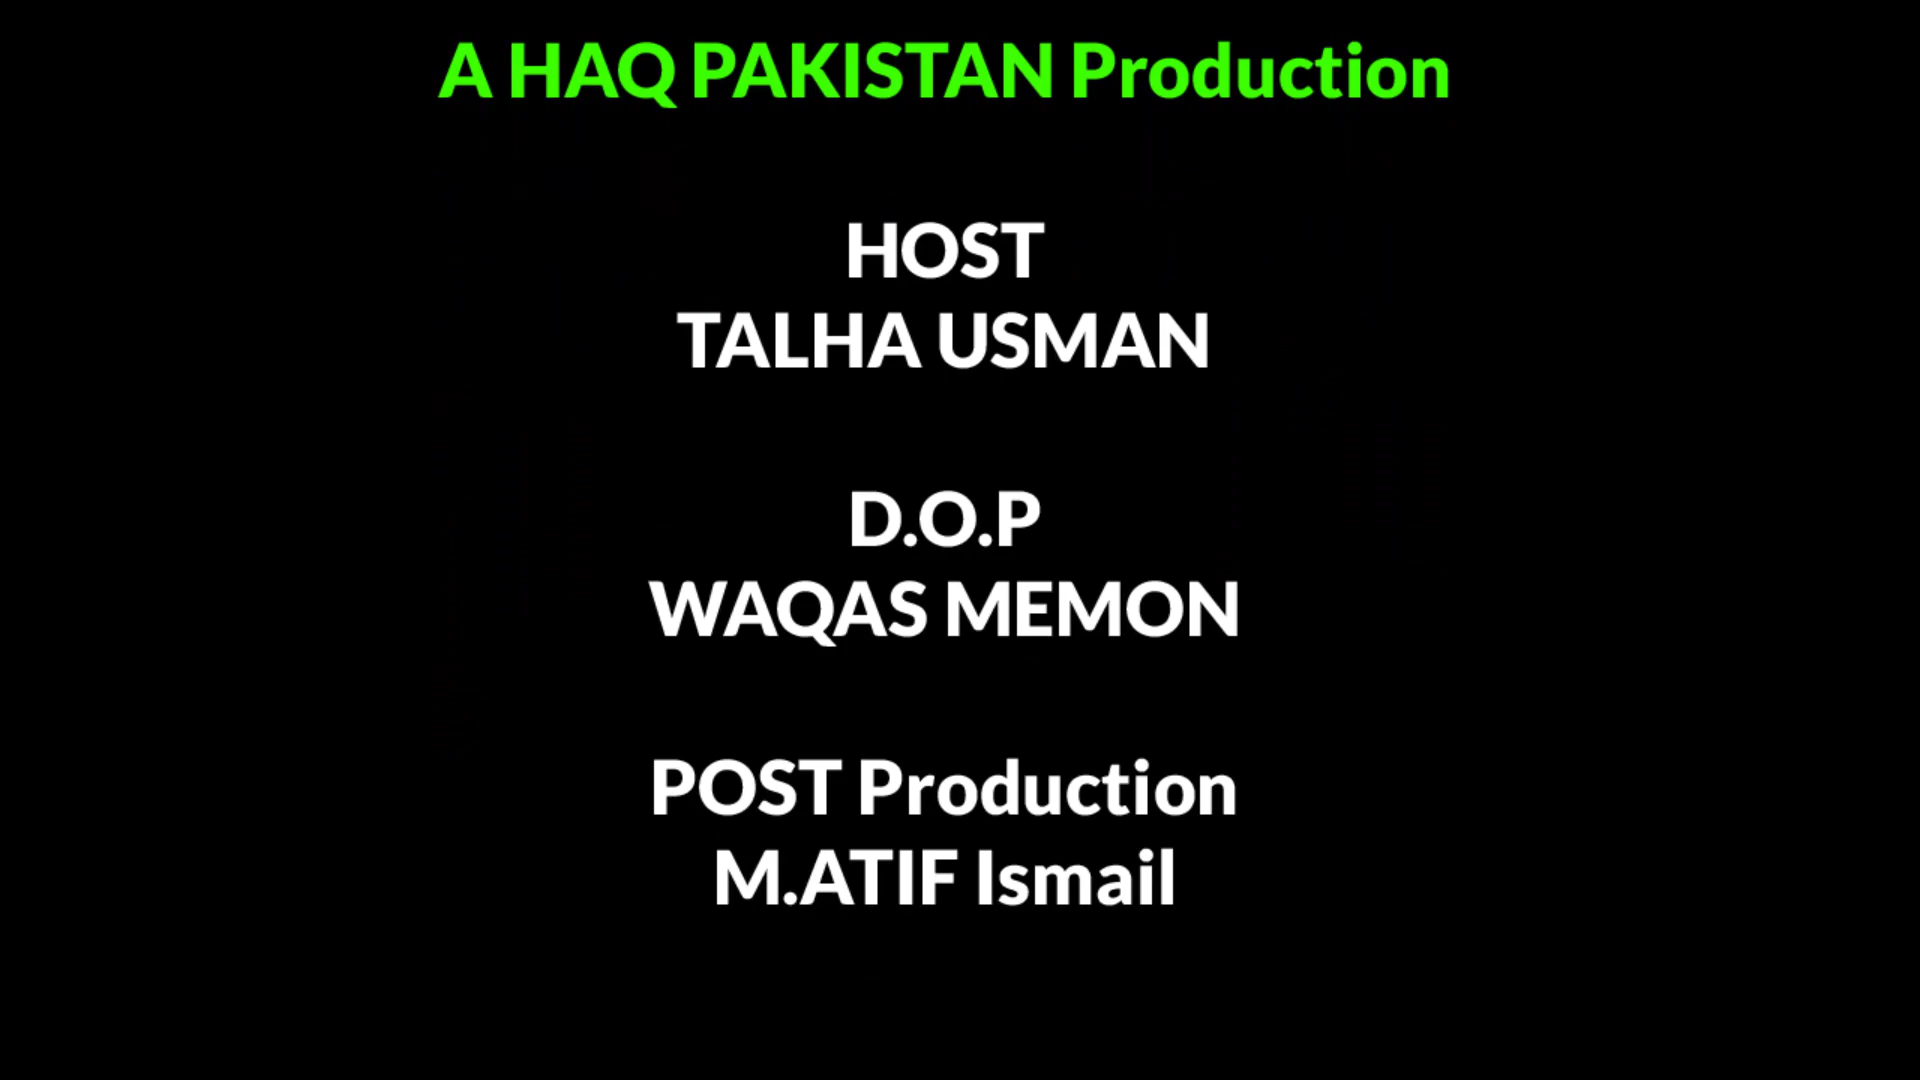 A HAQ PAKISTAN Production
HOST
TALHA USMAN
D.O.P
WAQAS MEMON
POST Production
M.ATIF Ismail